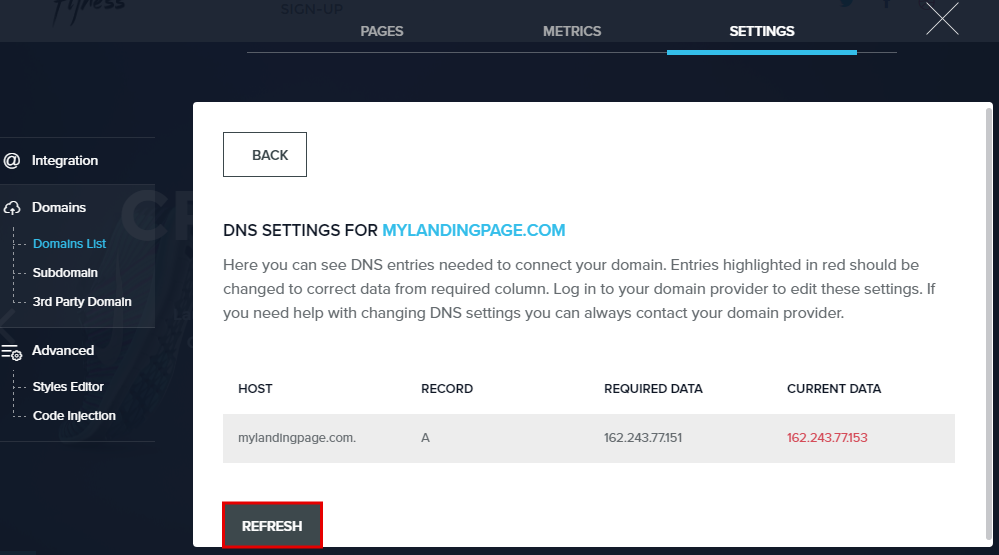 fitness
SIGN-UP
PAGES METRICS SETTINGS
BACK
@ Integration
Domains
Domains List
Subdomain
3rd Party Domain
Advanced
Styles Editor
Code Injection
DNS SETTINGS FOR MYLANDINGPAGE.COM
Here you can see DNS entries needed to connect your domain. Entries highlighted in red should be
changed to correct data from required column. Log in to your domain provider to edit these settings. If
you need help with changing DNS settings you can always contact your domain provider.
HOST RECORD REQUIRED DATA CURRENT DATA
mylandingpage.com. A 162.243.77.151 162.243.77.153
REFRESH